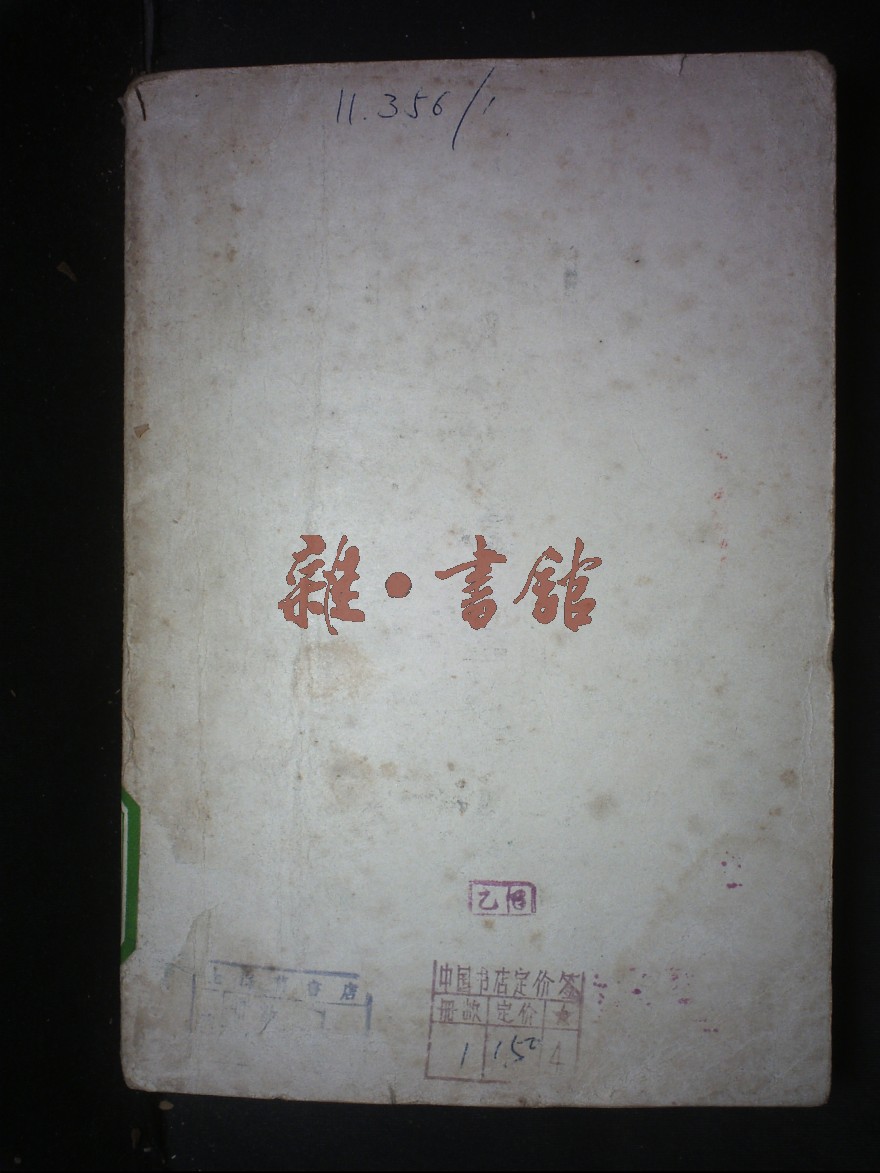 11.356/1
雜·書館
乙
中国书店定价签
册款 定价 ★
1 1.50 4